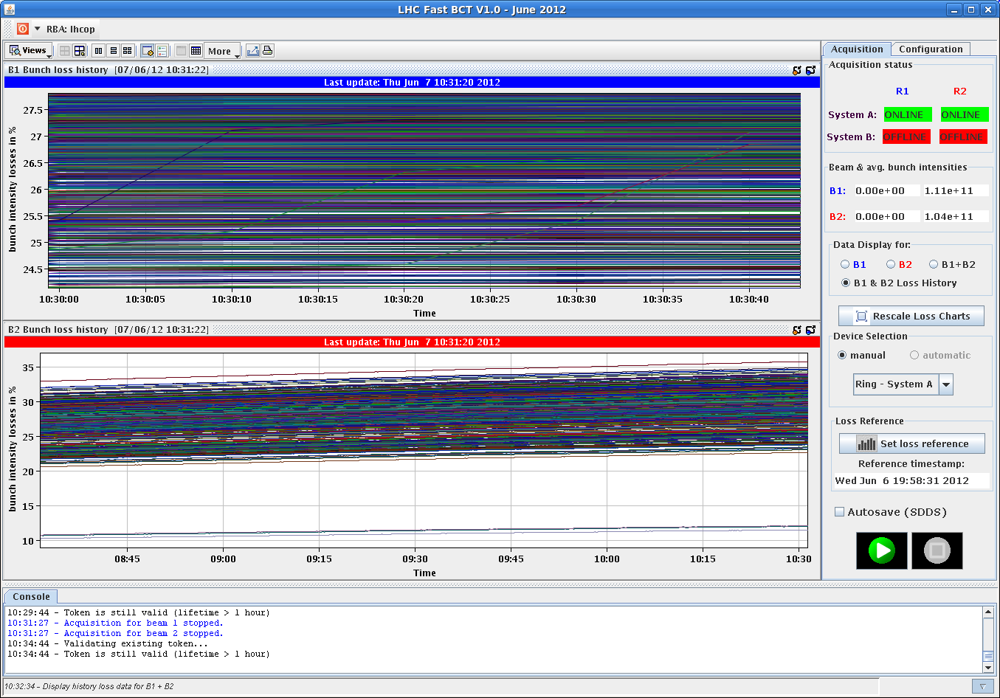 LHC Fast BCT V1.0 - June 2012
RBA: lhcop
Views
More
B1 Bunch loss history [07/06/12 10:31:22]
Last update: Thu Jun 7 10:31:20 2012
bunch intensity losses in %
27.5
27
26.5
26
25.5
25
24.5
10:30:00 10:30:05 10:30:10 10:30:15 10:30:20 10:30:25 10:30:30 10:30:35 10:30:40
Time
B2 Bunch loss history [07/06/12 10:31:22]
Last update: Thu Jun 7 10:31:20 2012
bunch intensity losses in %
35
30
25
20
15
10
08:45 09:00 09:15 09:30 09:45 10:00 10:15 10:30
Time
Acquisition Configuration
Acquisition status
R1 R2
System A: ONLINE ONLINE
System B: OFFLINE OFFLINE
Beam & avg. bunch intensities
B1: 0.00e+00 1.11e+11
B2: 0.00e+00 1.04e+11
Data Display for:
B1 B2 B1+B2
B1 & B2 Loss History
Rescale Loss Charts
Device Selection
manual automatic
Ring - System A
Loss Reference
Set loss reference
Reference timestamp:
Wed Jun 6 19:58:31 2012
Autosave (SDDS)
Console
10:29:44 - Token is still valid (lifetime > 1 hour)
10:31:27 - Acquisition for beam 1 stopped.
10:31:27 - Acquisition for beam 2 stopped.
10:34:44 - Validating existing token...
10:34:44 - Token is still valid (lifetime > 1 hour)
10:32:34 - Display history loss data for B1 + B2